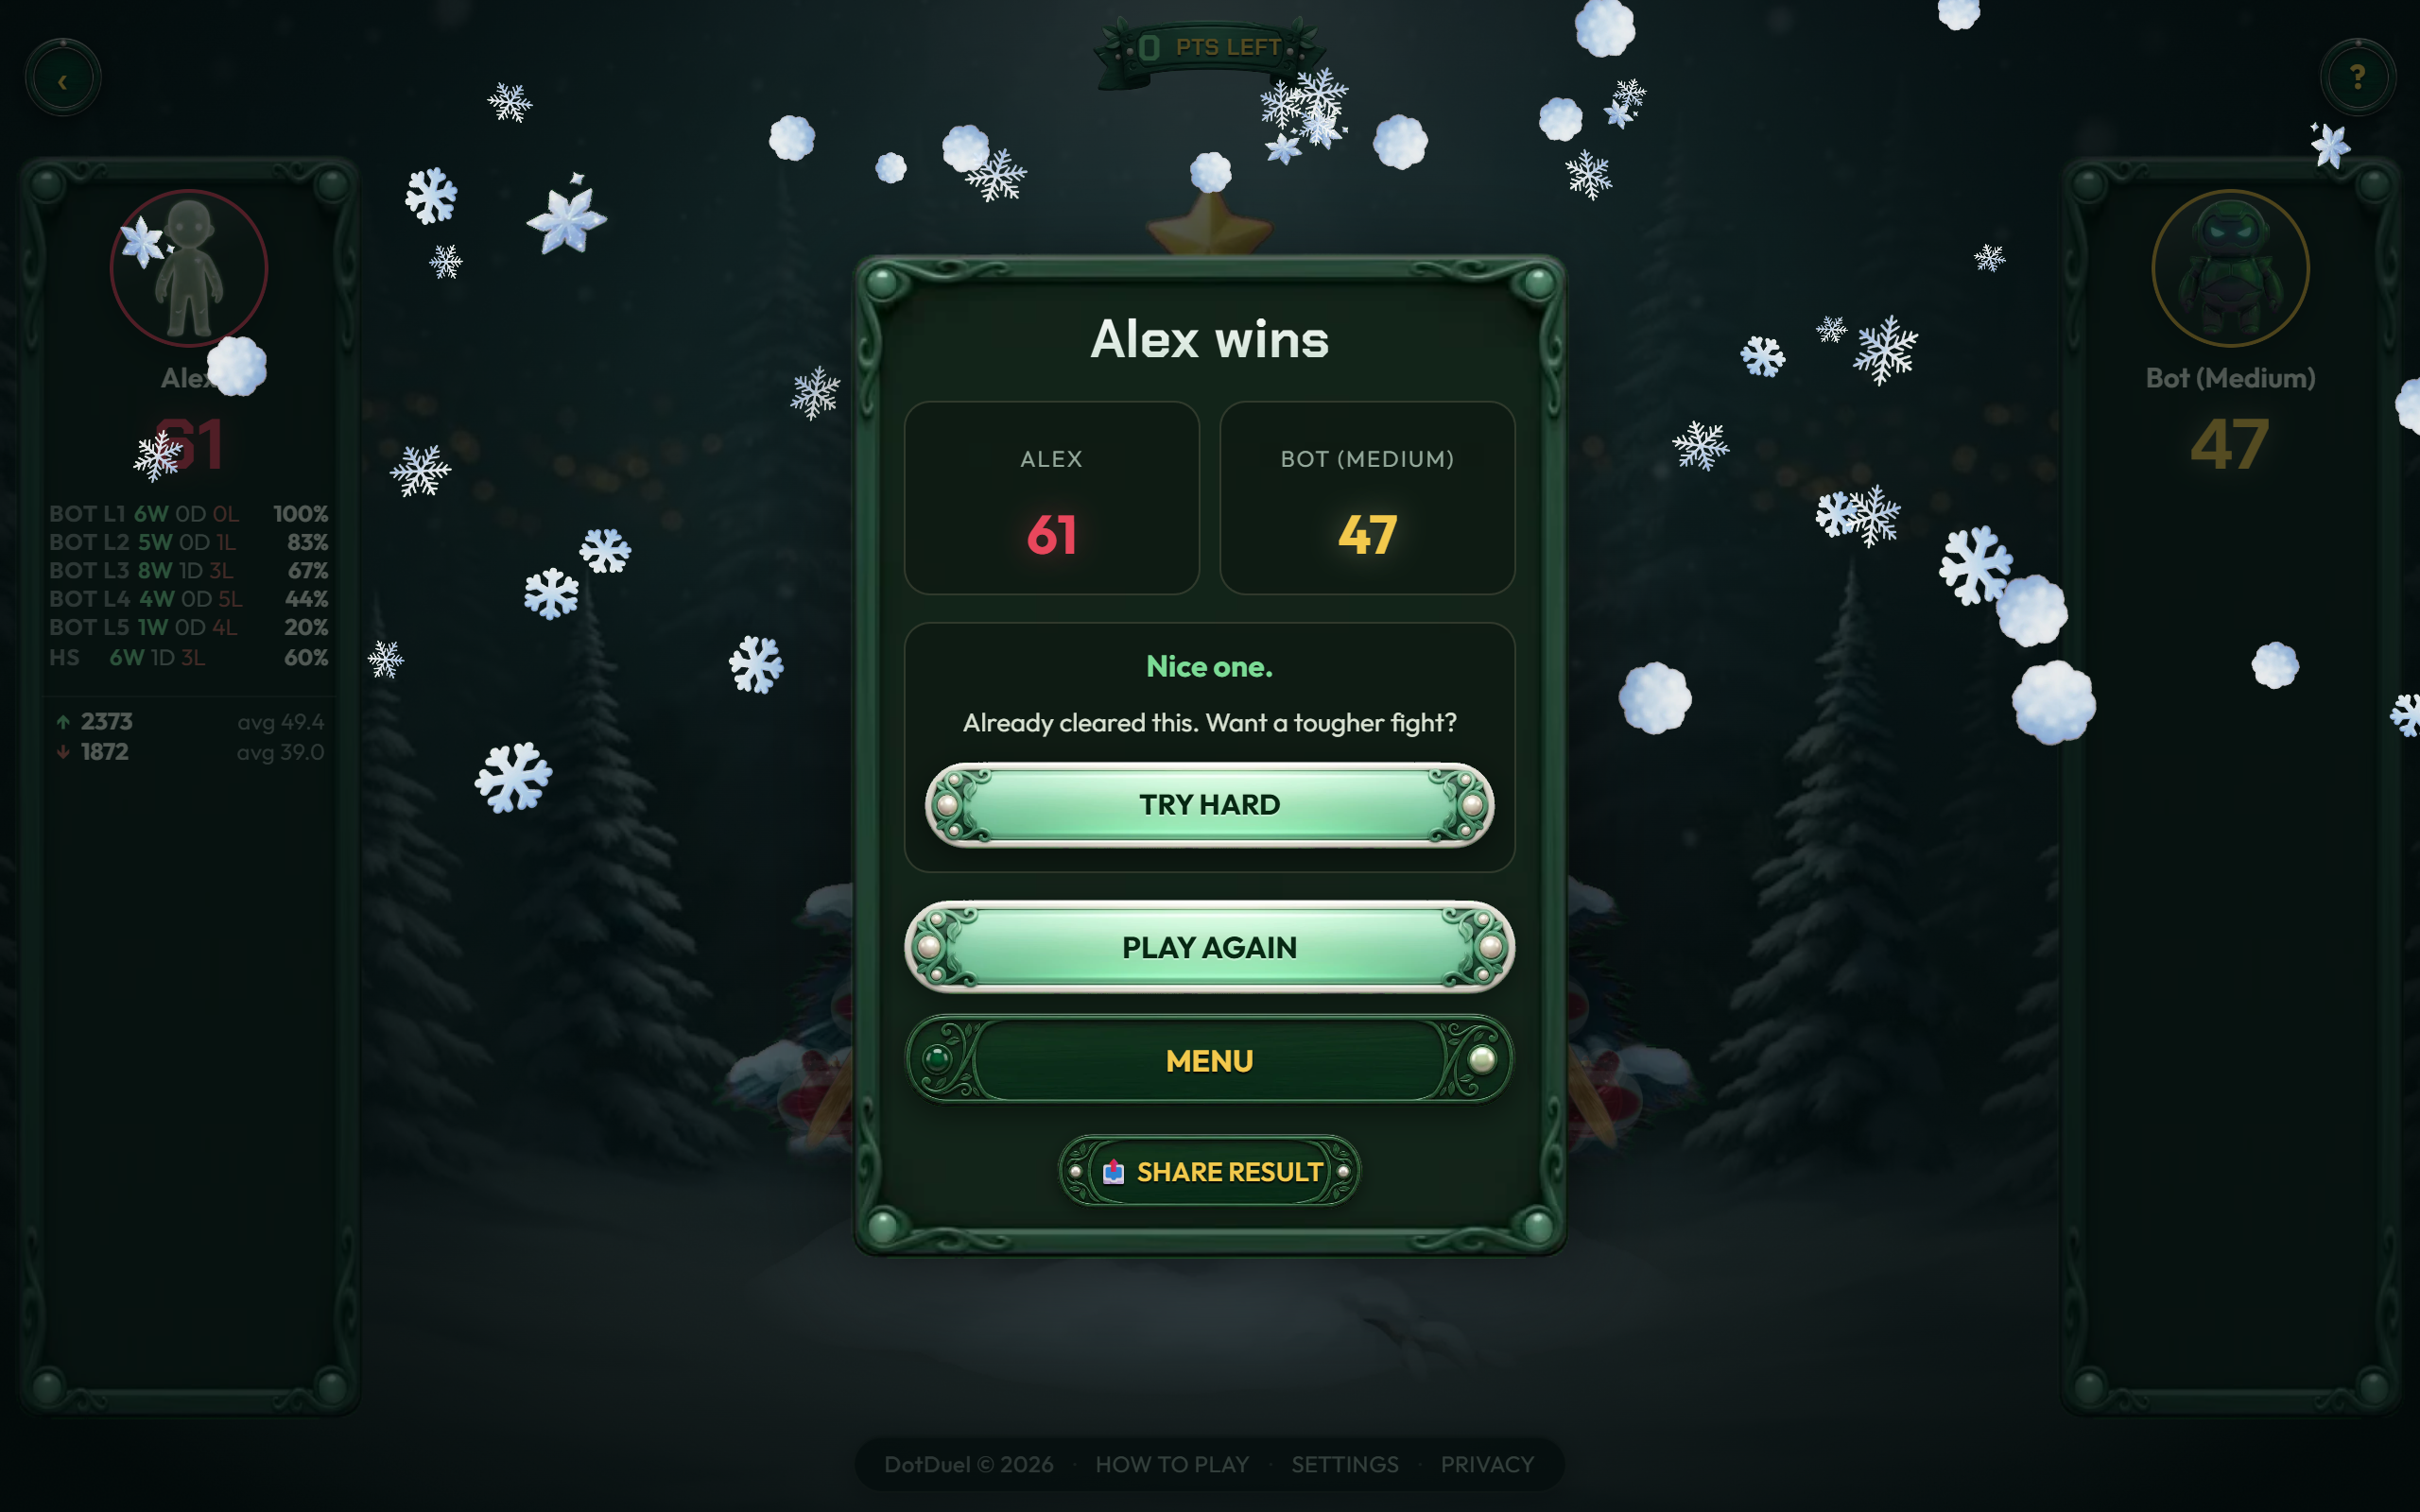 0 PTS LEFT
‹
?
Alex
61
BOT L1 6W 0D 0L 100%
BOT L2 5W 0D 1L 83%
BOT L3 8W 1D 3L 67%
BOT L4 4W 0D 5L 44%
BOT L5 1W 0D 4L 20%
HS 6W 1D 3L 60%
↑ 2373 avg 49.4
↓ 1872 avg 39.0
Alex wins
ALEX
61
BOT (MEDIUM)
47
Nice one.
Already cleared this. Want a tougher fight?
TRY HARD
PLAY AGAIN
MENU
SHARE RESULT
Bot (Medium)
47
DotDuel © 2026 · HOW TO PLAY · SETTINGS · PRIVACY